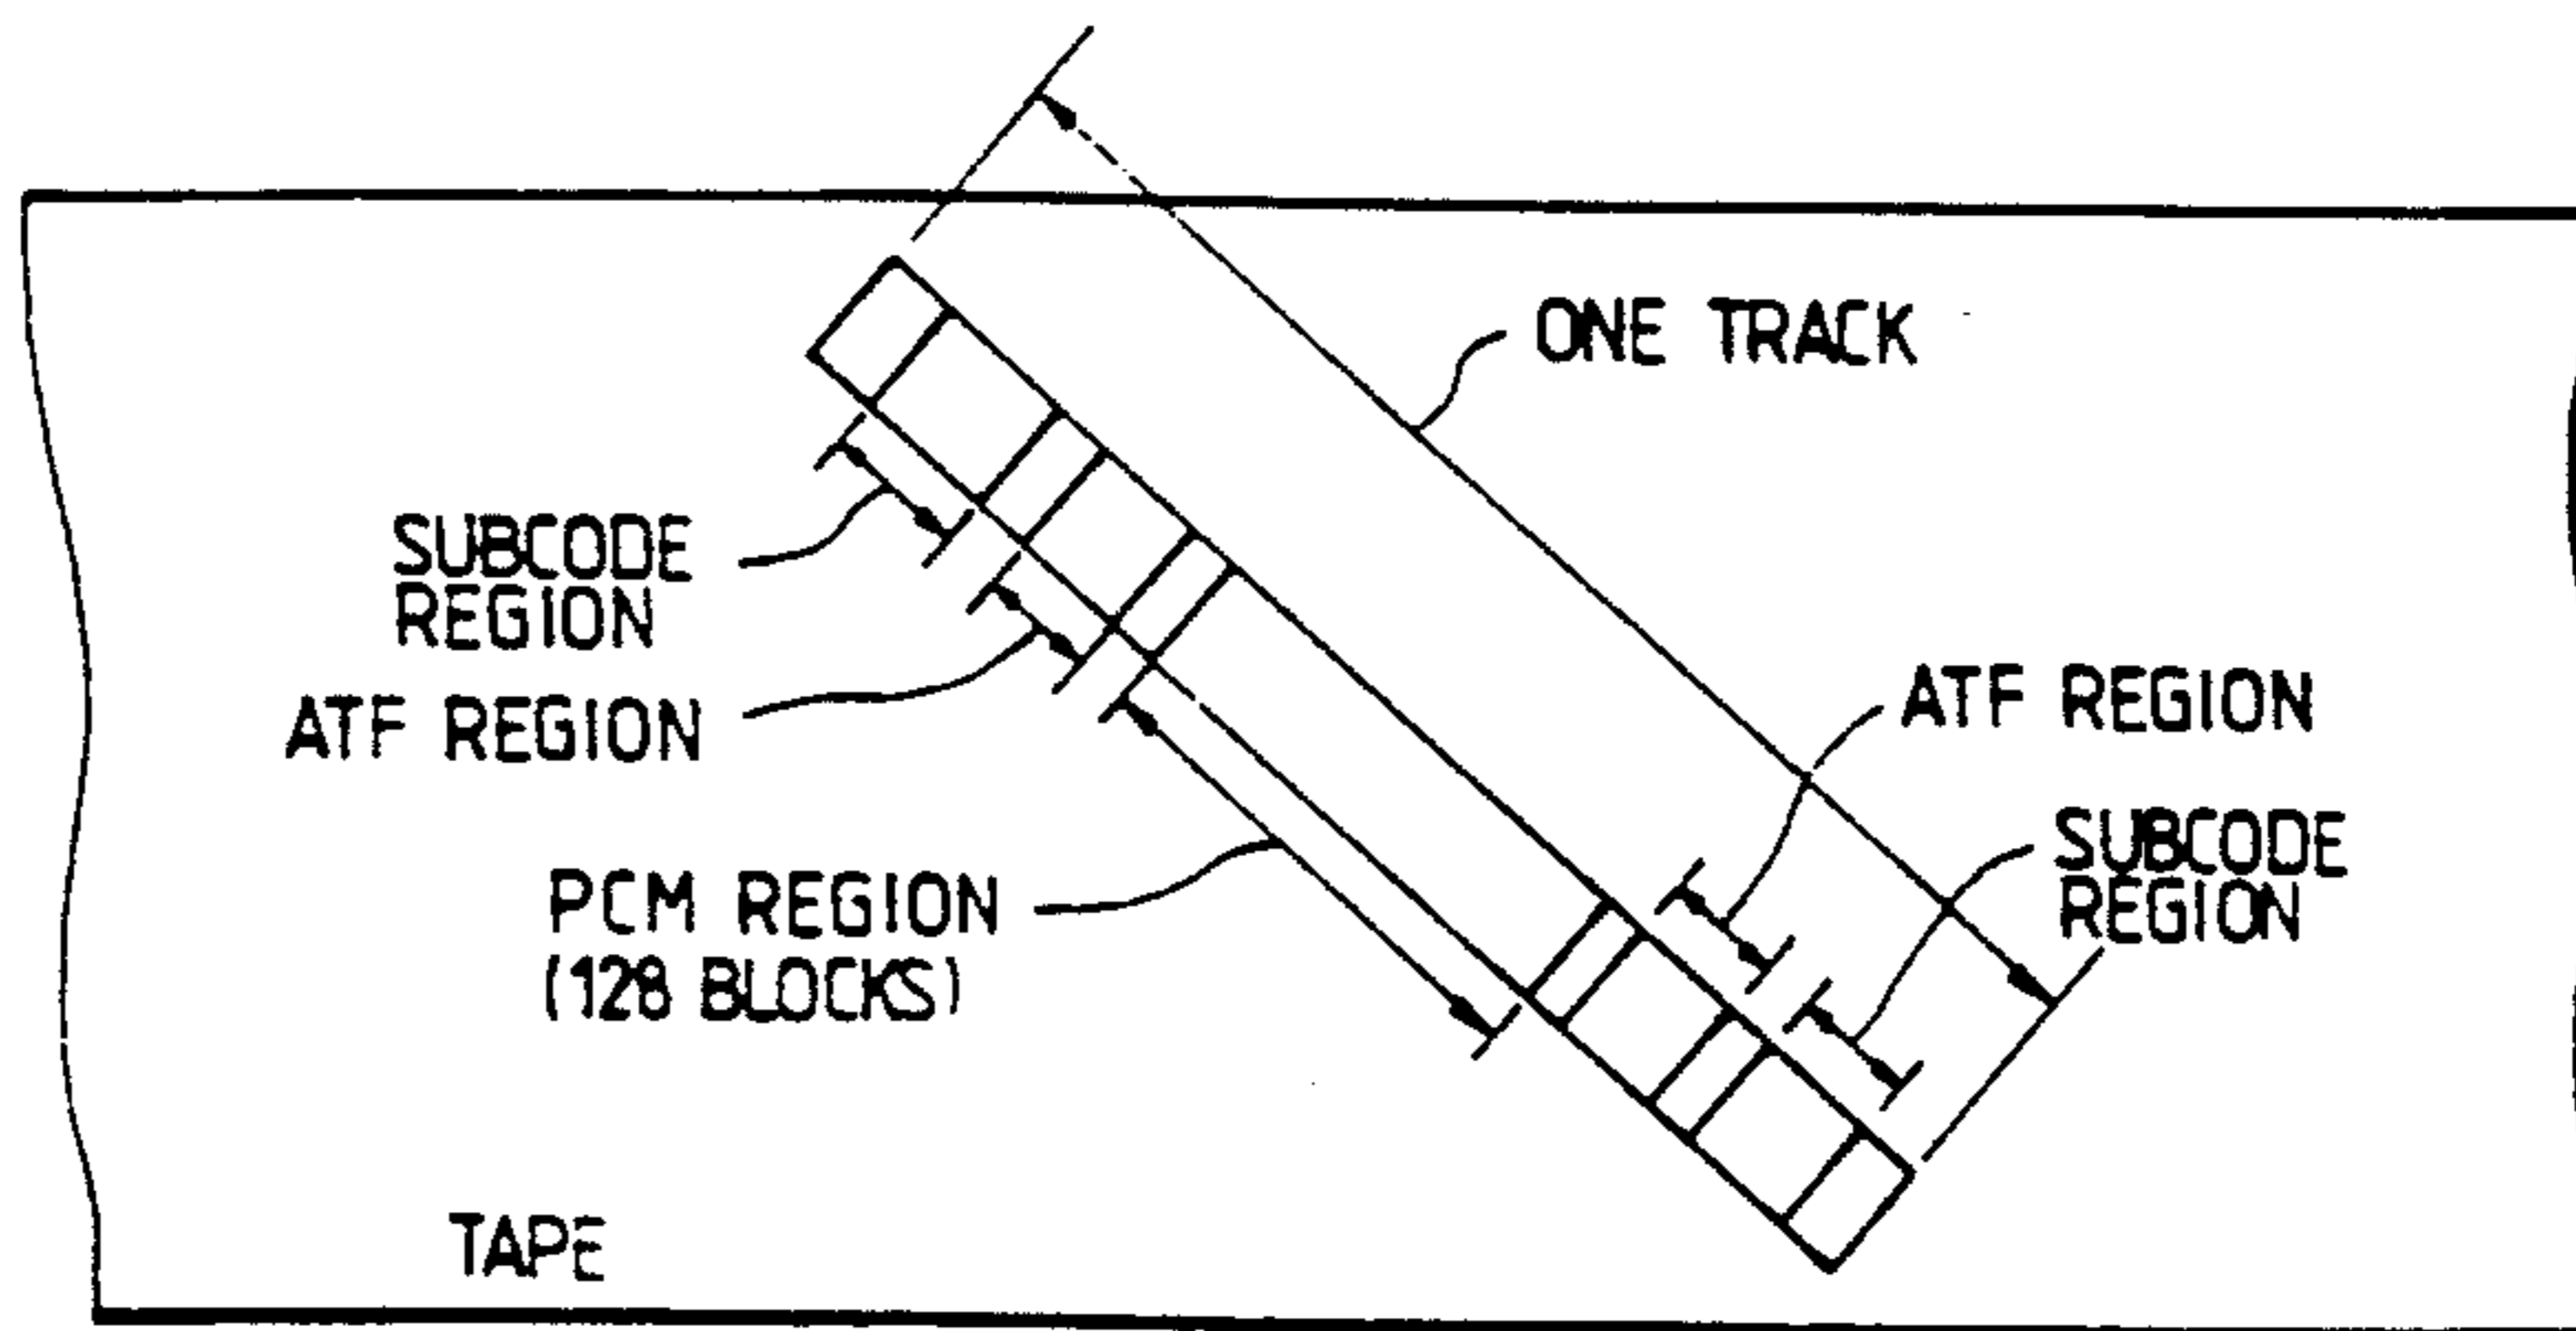 ONE TRACK
SUBCODE
REGION
ATF REGION
PCM REGION
(128 BLOCKS)
ATF REGION
SUBCODE
REGION
TAPE